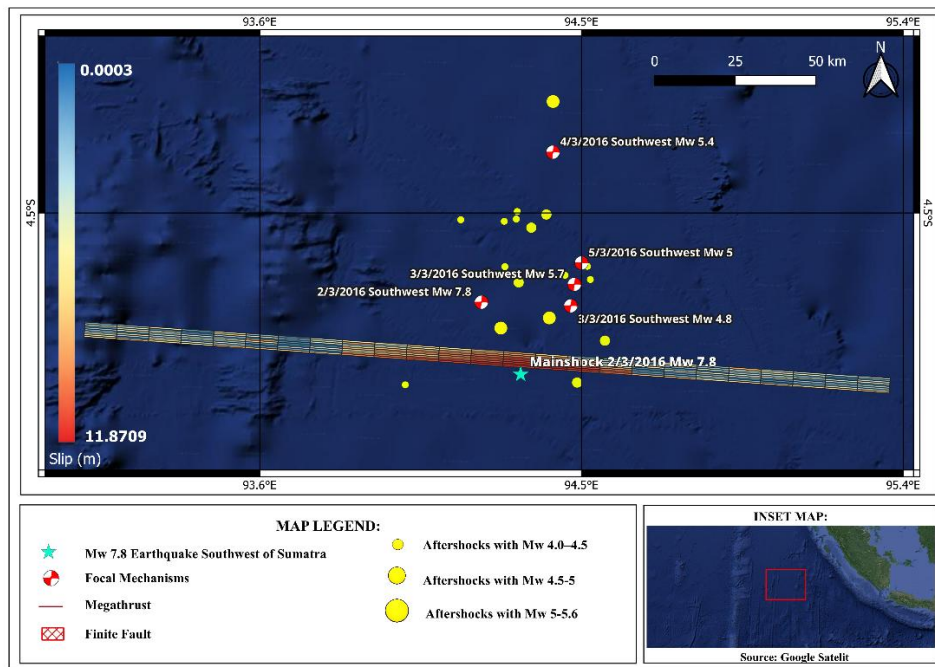 93.6°E 94.5°E 95.4°E
0.0003
N
0 25 50 km
4/3/2016 Southwest Mw 5.4
4.5°S 4.5°S
5/3/2016 Southwest Mw 5
3/3/2016 Southwest Mw 5.7
2/3/2016 Southwest Mw 7.8
3/3/2016 Southwest Mw 4.8
Mainshock 2/3/2016 Mw 7.8
11.8709
Slip (m)
93.6°E 94.5°E 95.4°E
MAP LEGEND:
Mw 7.8 Earthquake Southwest of Sumatra
Focal Mechanisms
Megathrust
Finite Fault
Aftershocks with Mw 4.0–4.5
Aftershocks with Mw 4.5-5
Aftershocks with Mw 5-5.6
INSET MAP:
Source: Google Satelit